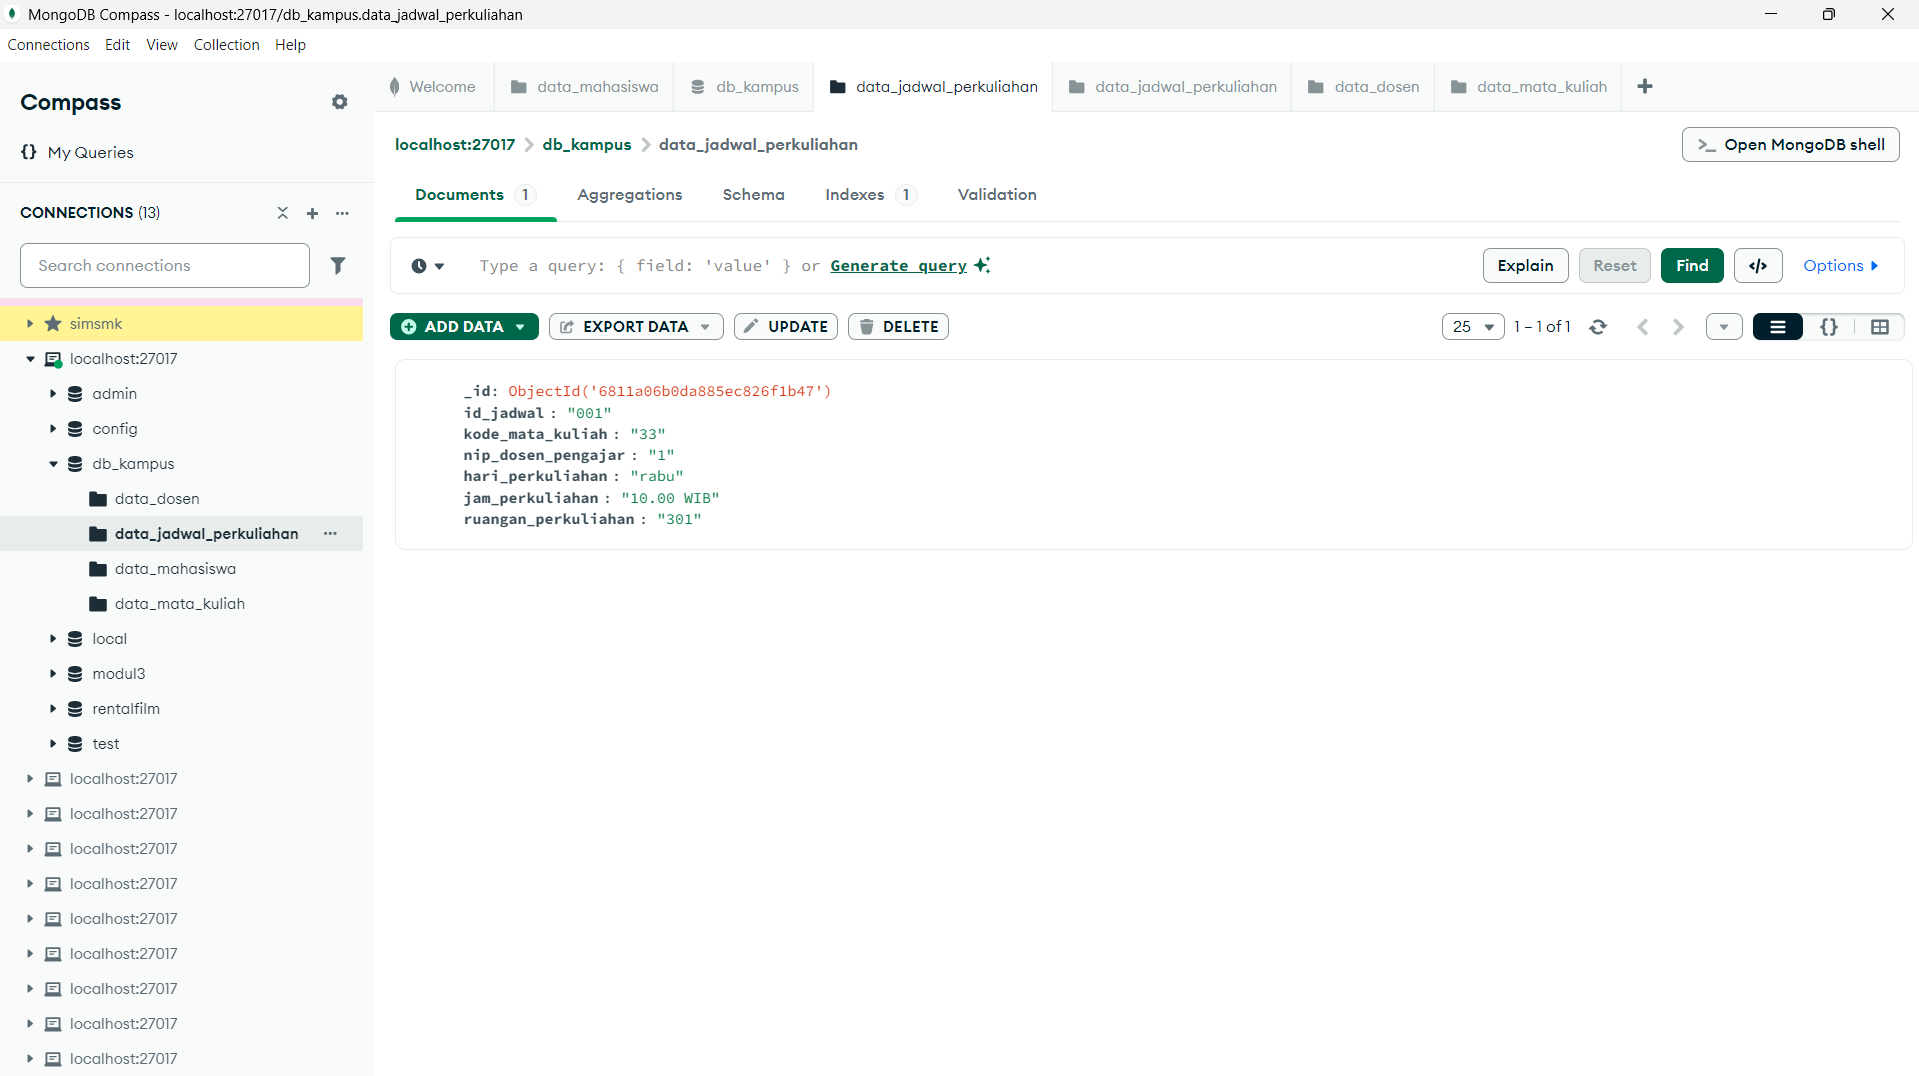 MongoDB Compass - localhost:27017/db_kampus.data_jadwal_perkuliahan
Connections Edit View Collection Help
Compass
{} My Queries
CONNECTIONS (13)
Search connections
simsmk
localhost:27017
admin
config
db_kampus
data_dosen
data_jadwal_perkuliahan
data_mahasiswa
data_mata_kuliah
local
modul3
rentalfilm
test
localhost:27017
localhost:27017
localhost:27017
localhost:27017
localhost:27017
localhost:27017
localhost:27017
localhost:27017
localhost:27017
Welcome data_mahasiswa db_kampus data_jadwal_perkuliahan data_jadwal_perkuliahan data_dosen data_mata_kuliah
localhost:27017 > db_kampus > data_jadwal_perkuliahan
>_ Open MongoDB shell
Documents 1 Aggregations Schema Indexes 1 Validation
Type a query: { field: 'value' } or Generate query
Explain Reset Find </> Options
ADD DATA EXPORT DATA UPDATE DELETE
25 1 – 1 of 1 {}
_id: ObjectId('6811a06b0da885ec826f1b47')
id_jadwal : "001"
kode_mata_kuliah : "33"
nip_dosen_pengajar : "1"
hari_perkuliahan : "rabu"
jam_perkuliahan : "10.00 WIB"
ruangan_perkuliahan : "301"